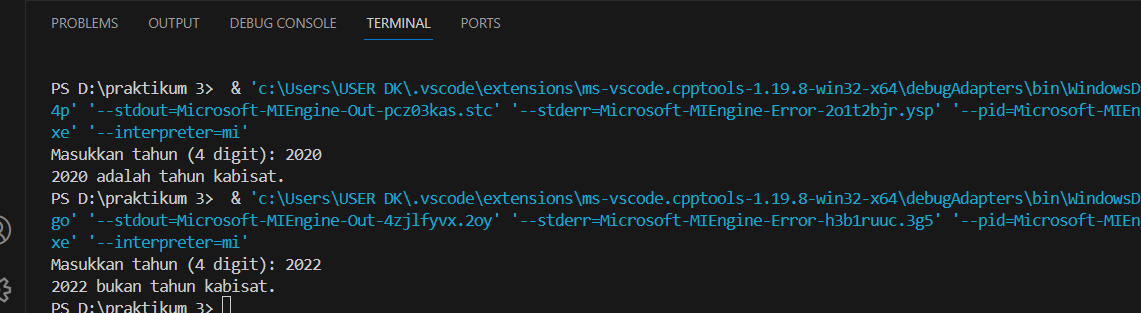 PROBLEMS OUTPUT DEBUG CONSOLE TERMINAL PORTS
PS D:\praktikum 3>  & 'c:\Users\USER DK\.vscode\extensions\ms-vscode.cpptools-1.19.8-win32-x64\debugAdapters\bin\WindowsD
4p' '--stdout=Microsoft-MIEngine-Out-pcz03kas.stc' '--stderr=Microsoft-MIEngine-Error-2o1t2bjr.ysp' '--pid=Microsoft-MIEn
xe' '--interpreter=mi'
Masukkan tahun (4 digit): 2020
2020 adalah tahun kabisat.
PS D:\praktikum 3>  & 'c:\Users\USER DK\.vscode\extensions\ms-vscode.cpptools-1.19.8-win32-x64\debugAdapters\bin\WindowsD
go' '--stdout=Microsoft-MIEngine-Out-4zjlfyvx.2oy' '--stderr=Microsoft-MIEngine-Error-h3b1ruuc.3g5' '--pid=Microsoft-MIEn
xe' '--interpreter=mi'
Masukkan tahun (4 digit): 2022
2022 bukan tahun kabisat.
PS D:\praktikum 3>